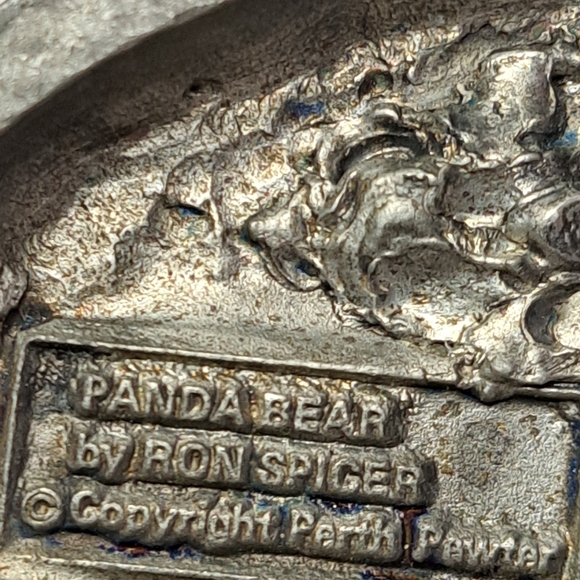 PANDA BEAR
by RON SPICER
© Copyright Perth Pewter